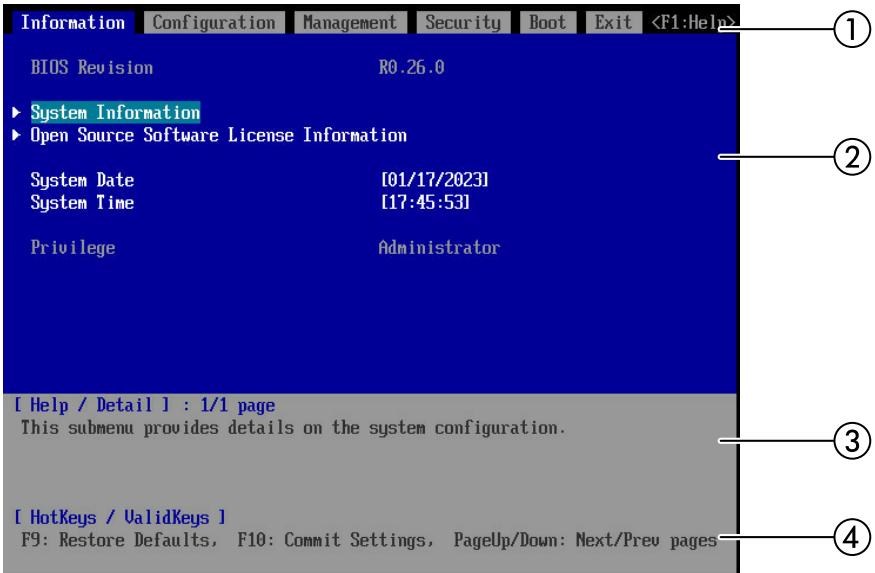 Information Configuration Management Security Boot Exit <F1:Help>
①
BIOS Revision R0.26.0
System Information
Open Source Software License Information
②
System Date [01/17/2023]
System Time [17:45:53]
Privilege Administrator
[ Help / Detail ] : 1/1 page
This submenu provides details on the system configuration.
③
[ HotKeys / ValidKeys ]
F9: Restore Defaults, F10: Commit Settings, PageUp/Down: Next/Prev pages
④